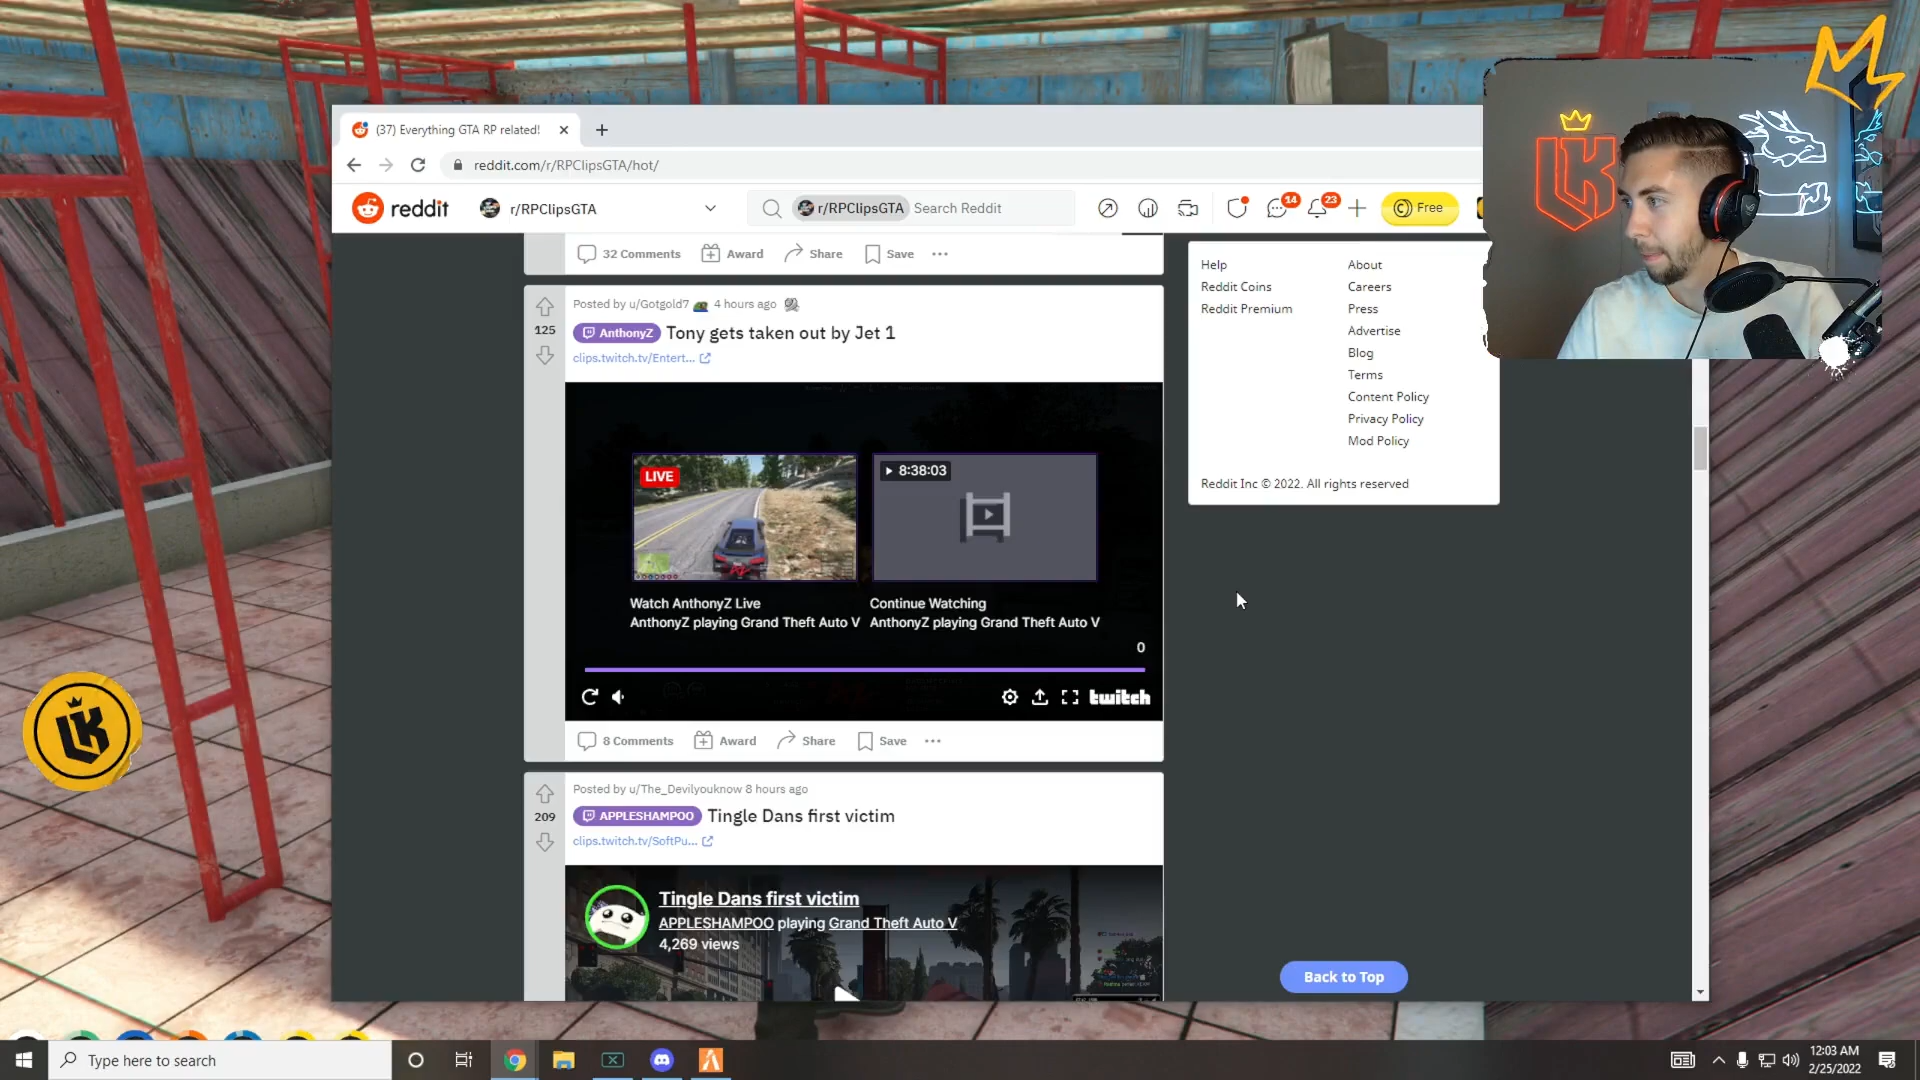 (37) Everything GTA RP related!
reddit.com/r/RPClipsGTA/hot/
reddit
r/RPClipsGTA
r/RPClipsGTA Search Reddit
14
23
Free
32 Comments Award Share Save
Posted by u/Gotgold7 4 hours ago
125
AnthonyZ Tony gets taken out by Jet 1
clips.twitch.tv/Entert...
LIVE
8:38:03
Watch AnthonyZ Live
AnthonyZ playing Grand Theft Auto V
Continue Watching
AnthonyZ playing Grand Theft Auto V
0
twitch
8 Comments Award Share Save
Posted by u/The_Devilyouknow 8 hours ago
209
APPLESHAMPOO Tingle Dans first victim
clips.twitch.tv/SoftPu...
Tingle Dans first victim
APPLESHAMPOO playing Grand Theft Auto V
4,269 views
Help
Reddit Coins
Reddit Premium
About
Careers
Press
Advertise
Blog
Terms
Content Policy
Privacy Policy
Mod Policy
Reddit Inc © 2022. All rights reserved
Back to Top
LK
LK
Type here to search
12:03 AM
2/25/2022